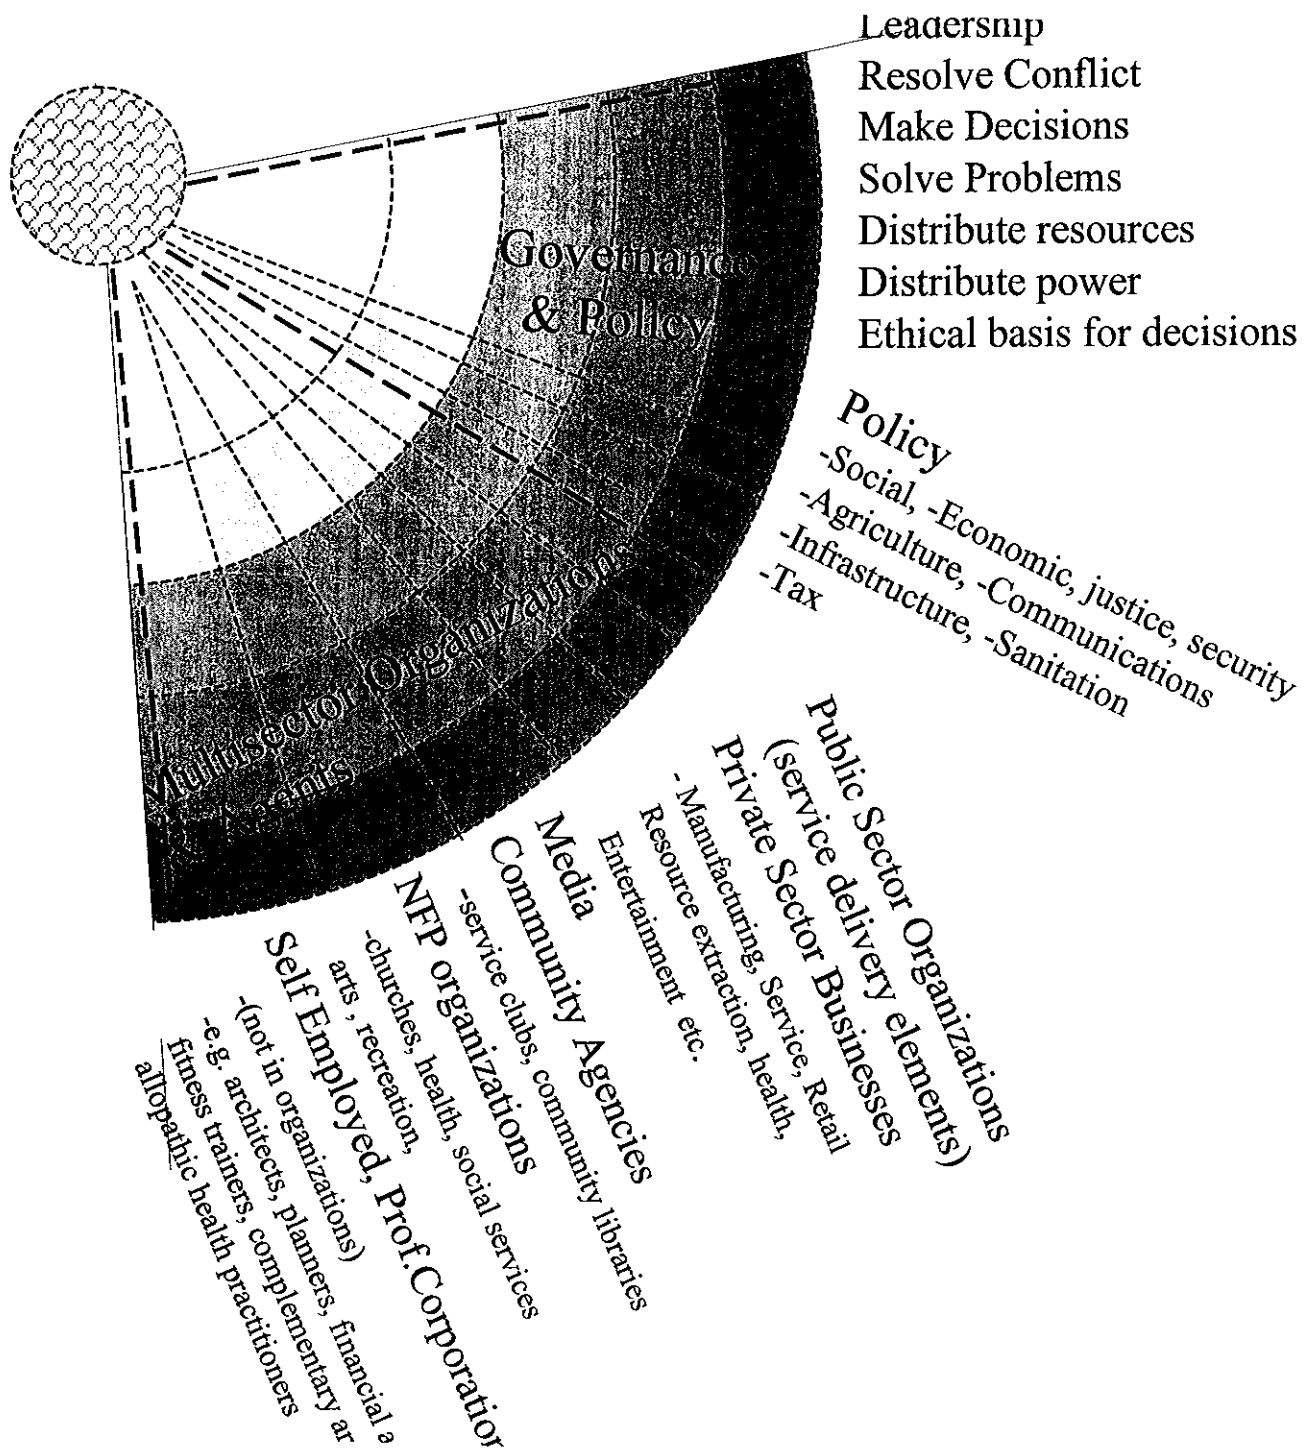 Leadership
Resolve Conflict
Make Decisions
Solve Problems
Distribute resources
Distribute power
Ethical basis for decisions
Governance
& Policy
Policy
-Social, -Economic, justice, security
-Agriculture, -Communications
-Infrastructure, -Sanitation
-Tax
Multisector Organizations
Public Sector Organizations
(service delivery elements)
Private Sector Businesses
- Manufacturing, Service, Retail
Resource extraction, health,
Entertainment etc.
Media
Community Agencies
-service clubs, community libraries
NFP organizations
-churches, health, social services
arts , recreation,
Self Employed, Prof.Corporation
-(not in organizations)
-e.g. architects, planners, financial a
fitness trainers, complementary ar
allopathic health practitioners